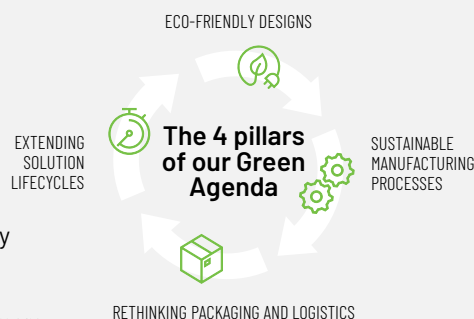 ECO-FRIENDLY DESIGNS
EXTENDING
SOLUTION
LIFECYCLES
The 4 pillars
of our Green
Agenda
SUSTAINABLE
MANUFACTURING
PROCESSES
RETHINKING PACKAGING AND LOGISTICS